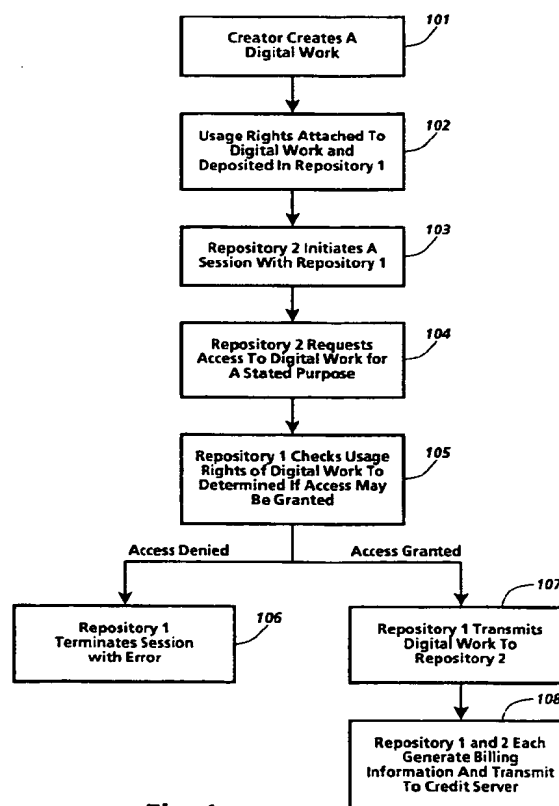 101
Creator Creates A
Digital Work
102
Usage Rights Attached To
Digital Work and
Deposited In Repository 1
103
Repository 2 Initiates A
Session With Repository 1
104
Repository 2 Requests
Access To Digital Work for
A Stated Purpose
105
Repository 1 Checks Usage
Rights of Digital Work To
Determined If Access May
Be Granted
Access Denied
Access Granted
106
Repository 1
Terminates Session
with Error
107
Repository 1 Transmits
Digital Work To
Repository 2
108
Repository 1 and 2 Each
Generate Billing
Information And Transmit
To Credit Server